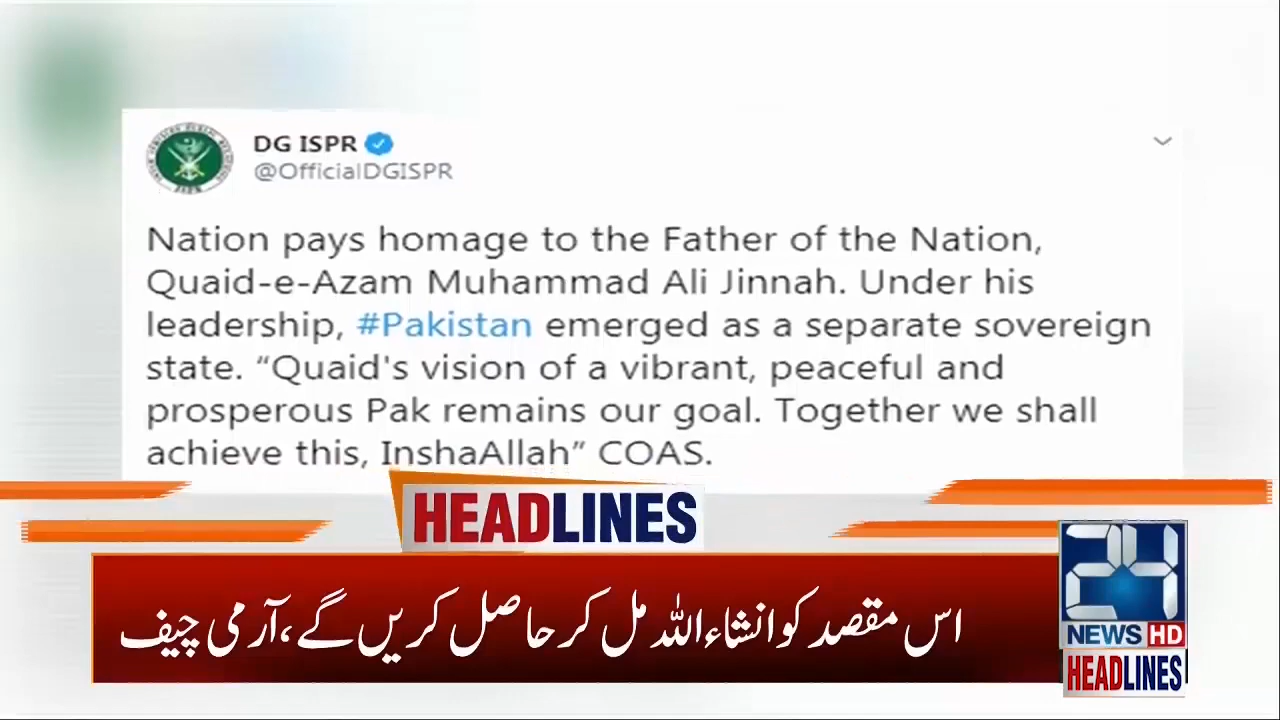 DG ISPR
@OfficialDGISPR
Nation pays homage to the Father of the Nation,
Quaid-e-Azam Muhammad Ali Jinnah. Under his
leadership, #Pakistan emerged as a separate sovereign
state. “Quaid's vision of a vibrant, peaceful and
prosperous Pak remains our goal. Together we shall
achieve this, InshaAllah” COAS.
HEADLINES
اس مقصد کو انشاءاللہ مل کر حاصل کریں گے، آرمی چیف
24
NEWS HD
HEADLINES